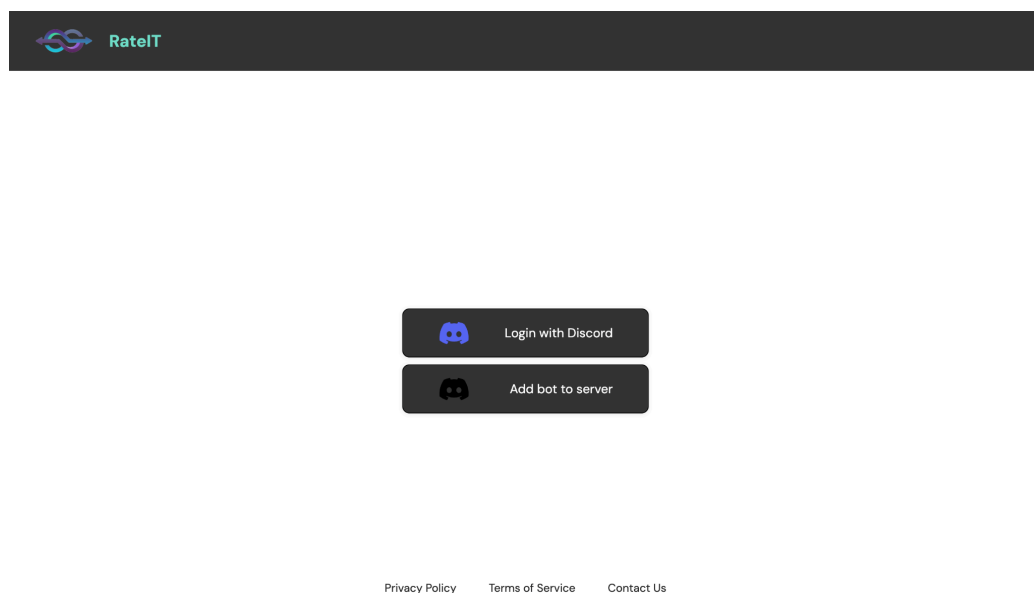 RateIT
Login with Discord
Add bot to server
Privacy Policy Terms of Service Contact Us